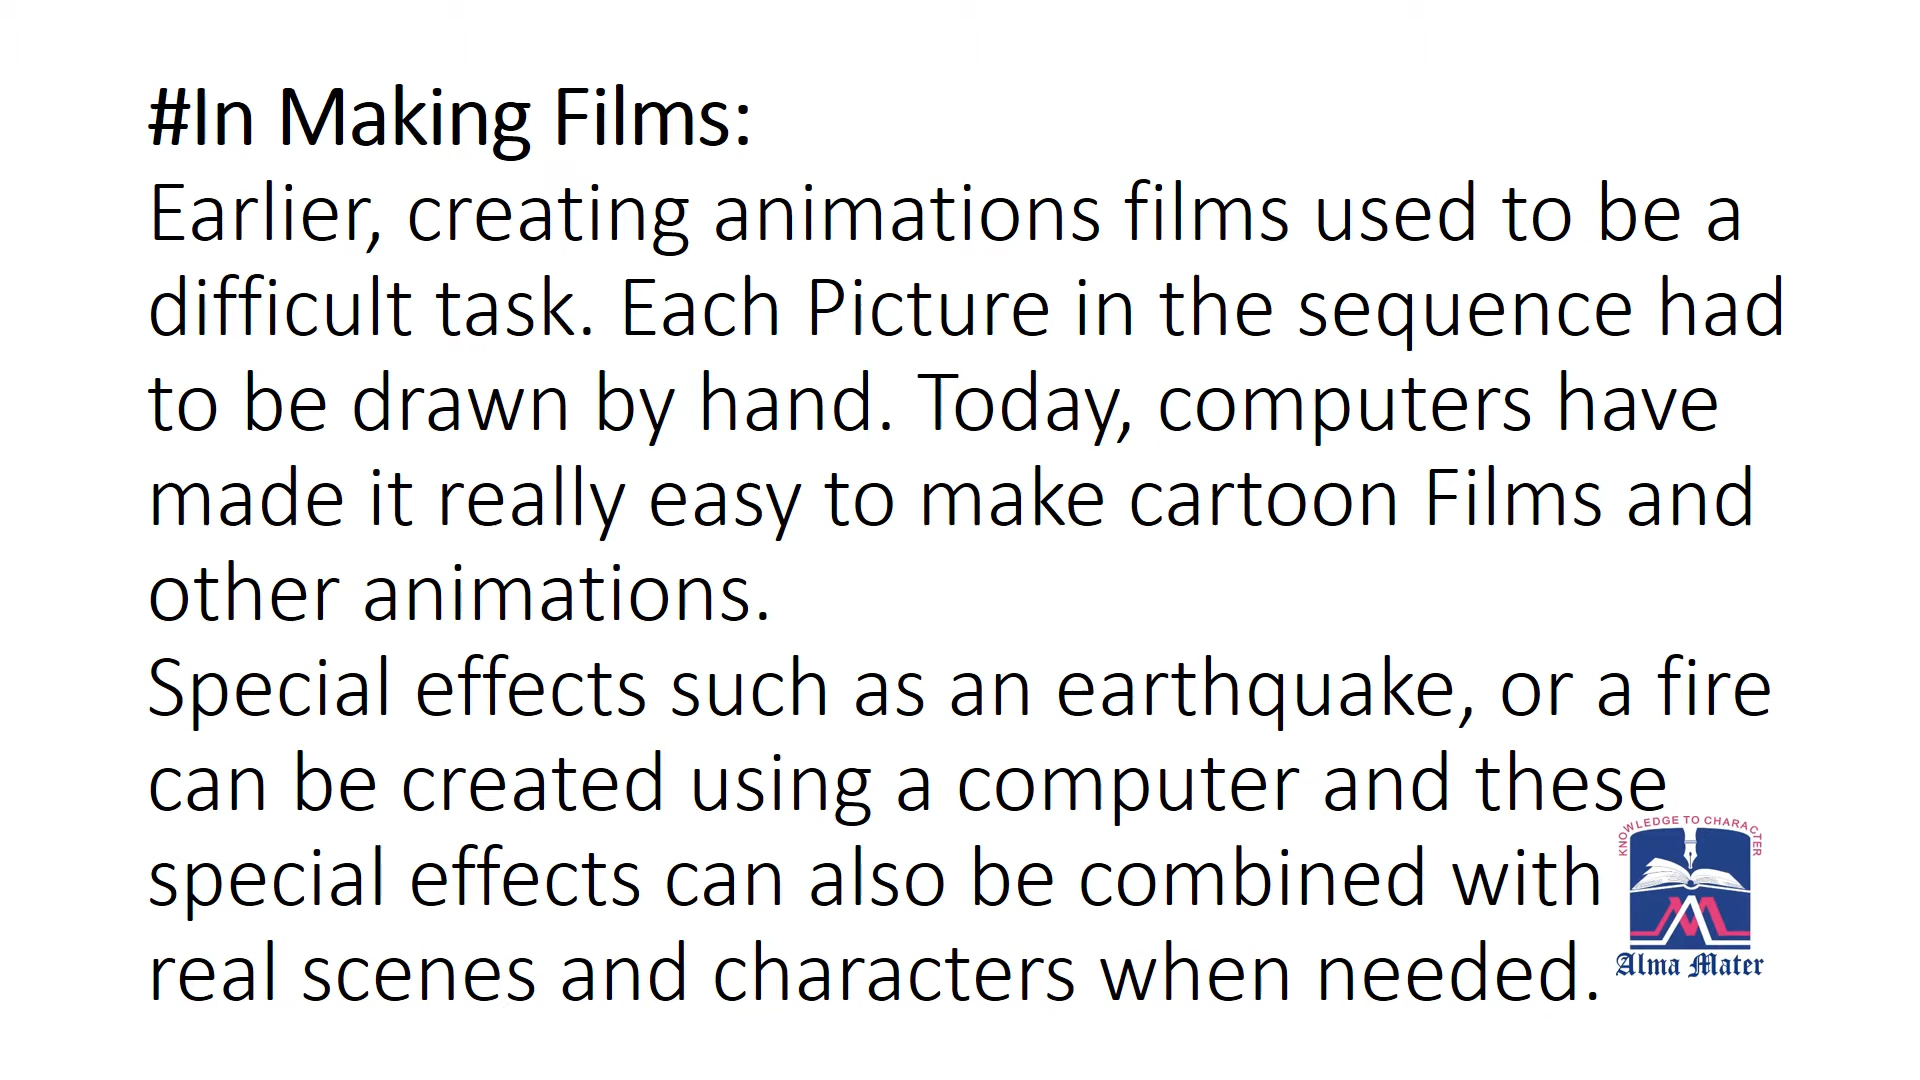 #In Making Films:
Earlier, creating animations films used to be a
difficult task. Each Picture in the sequence had
to be drawn by hand. Today, computers have
made it really easy to make cartoon Films and
other animations.
Special effects such as an earthquake, or a fire
can be created using a computer and these
special effects can also be combined with
real scenes and characters when needed.
KNOWLEDGE TO CHARACTER
Alma Mater